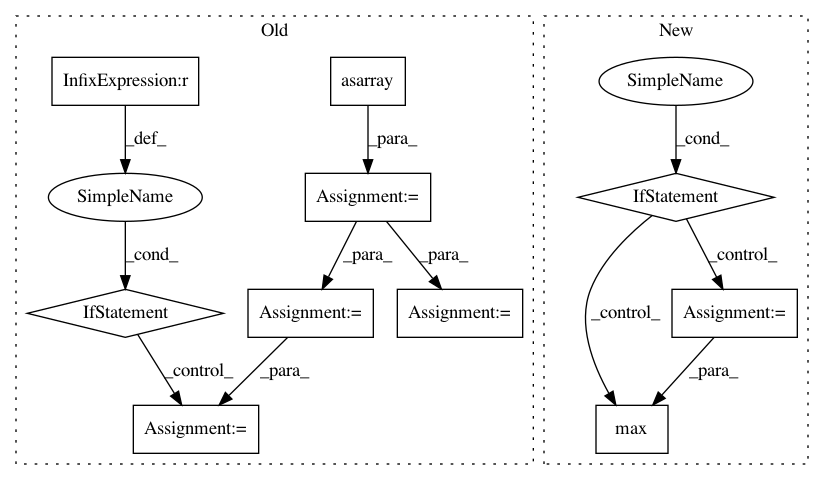 Old
New
InfixExpression:r
asarray
SimpleName
_def_
_para_
_cond_
SimpleName
Assignment:=
IfStatement
_cond_
_para_
_para_
_control_
IfStatement
Assignment:=
Assignment:=
_control_
Assignment:=
_control_
_para_
_para_
Assignment:=
max